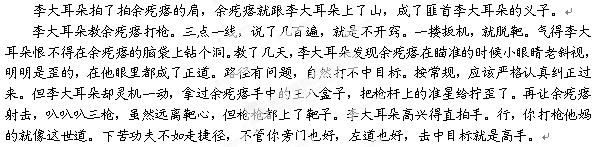 李大耳朵拍了拍余疙瘩的肩，余疙瘩就跟李大耳朵上了山，成了匪首李大耳朵的义子。
李大耳朵教余疙瘩打枪。三点一线，说了几百遍，就是不开窍。一搂扳机，就脱靶。气得李大
耳朵恨不得在余疙瘩的脑袋上钻个洞。教了几天，李大耳朵发现余疙瘩在瞄准的时候小眼睛老斜视，
明明是歪的，在他眼里都成了正道。路径有问题，自然打不中目标。按常规，应该严格认真纠正过
来。但李大耳朵却灵机一动，拿过余疙瘩手中的王八盒子，把枪杆上的准星给拧歪了。再让余疙瘩
射击，叭叭叭三枪，虽然远离靶心，但枪枪都上了靶子。李大耳朵高兴得直拍手。行，你打枪他妈
的就像这世道。下苦功夫不如走捷径，不管你旁门也好，左道也好，击中目标就是高手。